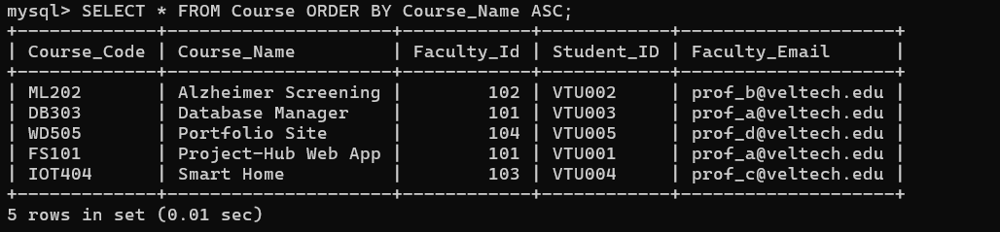 mysql> SELECT * FROM Course ORDER BY Course_Name ASC;
+-------------+--------------------+------------+------------+--------------------+
| Course_Code | Course_Name        | Faculty_Id | Student_ID | Faculty_Email      |
+-------------+--------------------+------------+------------+--------------------+
| ML202       | Alzheimer Screening |        102 | VTU002     | prof_b@veltech.edu |
| DB303       | Database Manager    |        101 | VTU003     | prof_a@veltech.edu |
| WD505       | Portfolio Site      |        104 | VTU005     | prof_d@veltech.edu |
| FS101       | Project-Hub Web App |        101 | VTU001     | prof_a@veltech.edu |
| IOT404      | Smart Home          |        103 | VTU004     | prof_c@veltech.edu |
+-------------+--------------------+------------+------------+--------------------+
5 rows in set (0.01 sec)